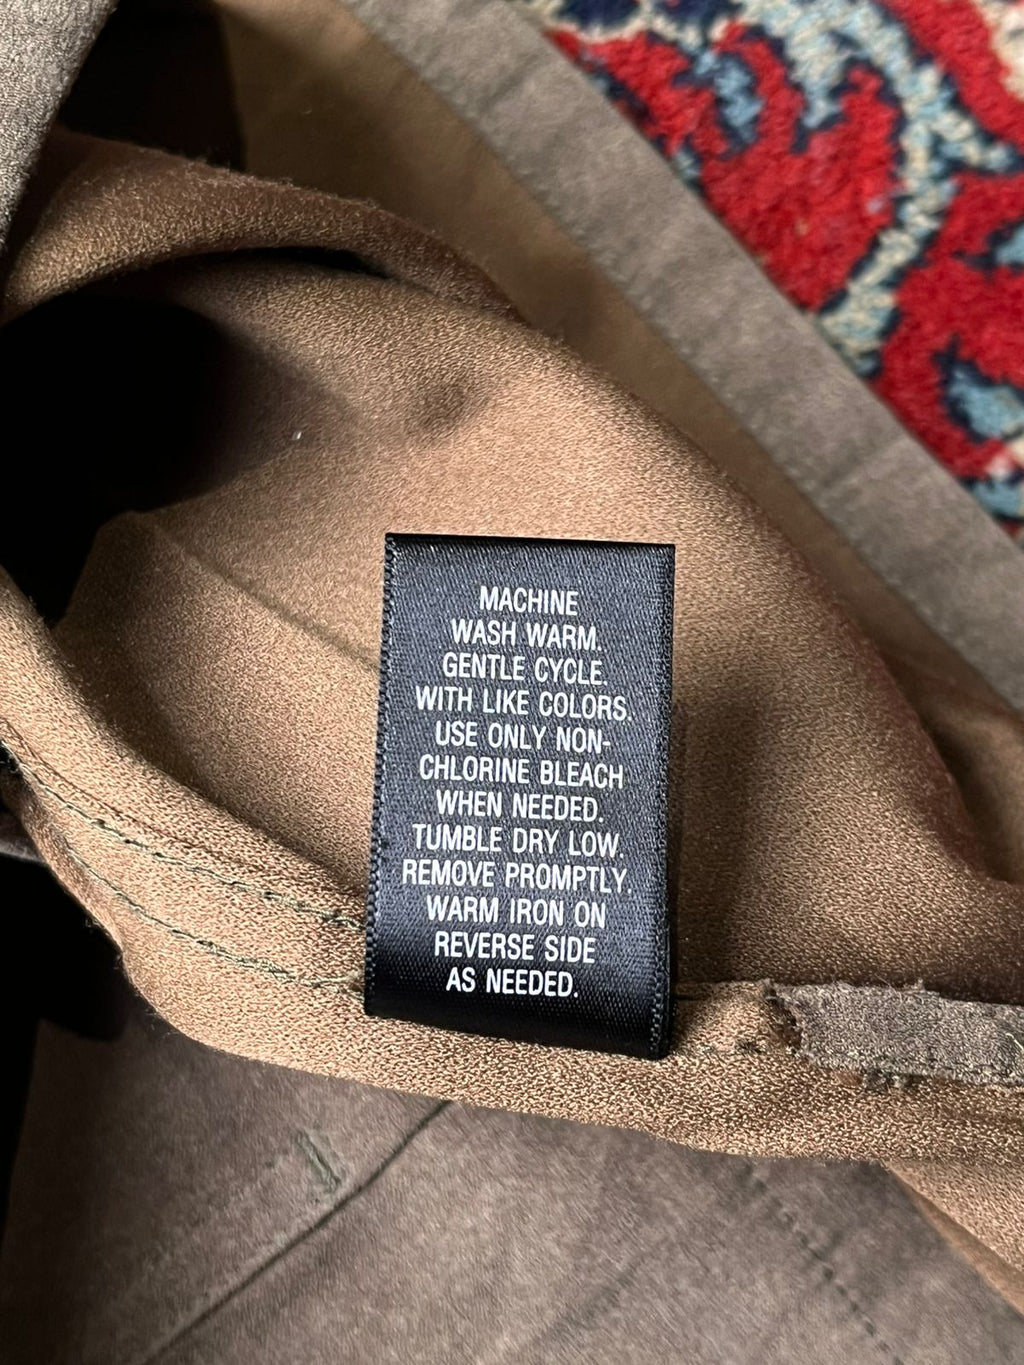 MACHINE
WASH WARM.
GENTLE CYCLE.
WITH LIKE COLORS.
USE ONLY NON-
CHLORINE BLEACH
WHEN NEEDED.
TUMBLE DRY LOW.
REMOVE PROMPTLY.
WARM IRON ON
REVERSE SIDE
AS NEEDED.